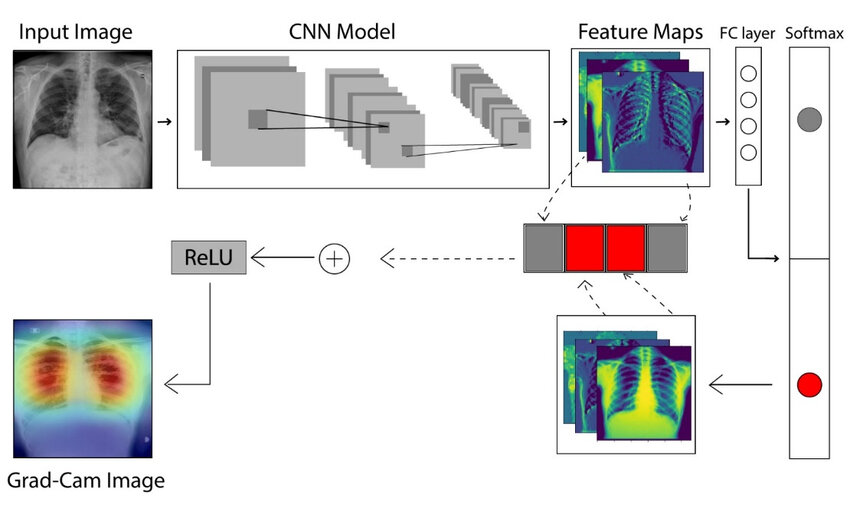 Input Image
CNN Model
Feature Maps
FC layer
Softmax
ReLU
Grad-Cam Image